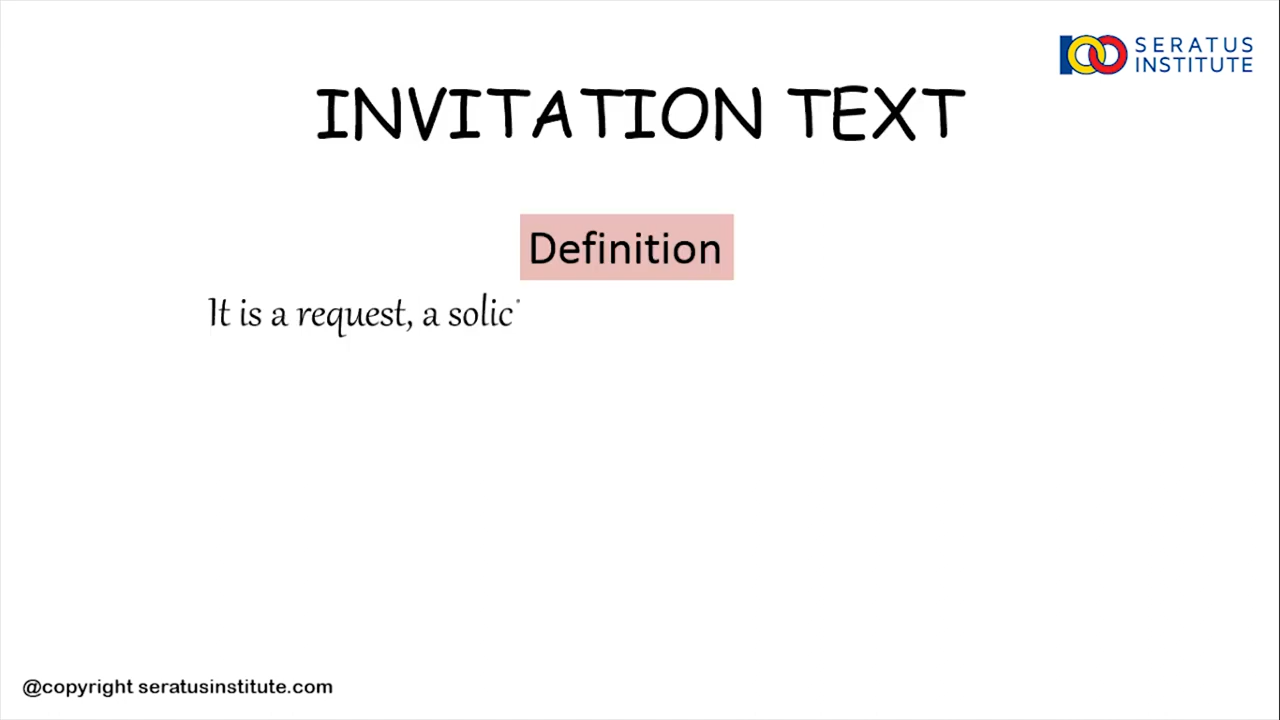 SERATUS
INSTITUTE
INVITATION TEXT
Definition
It is a request, a solic
@copyright seratusinstitute.com